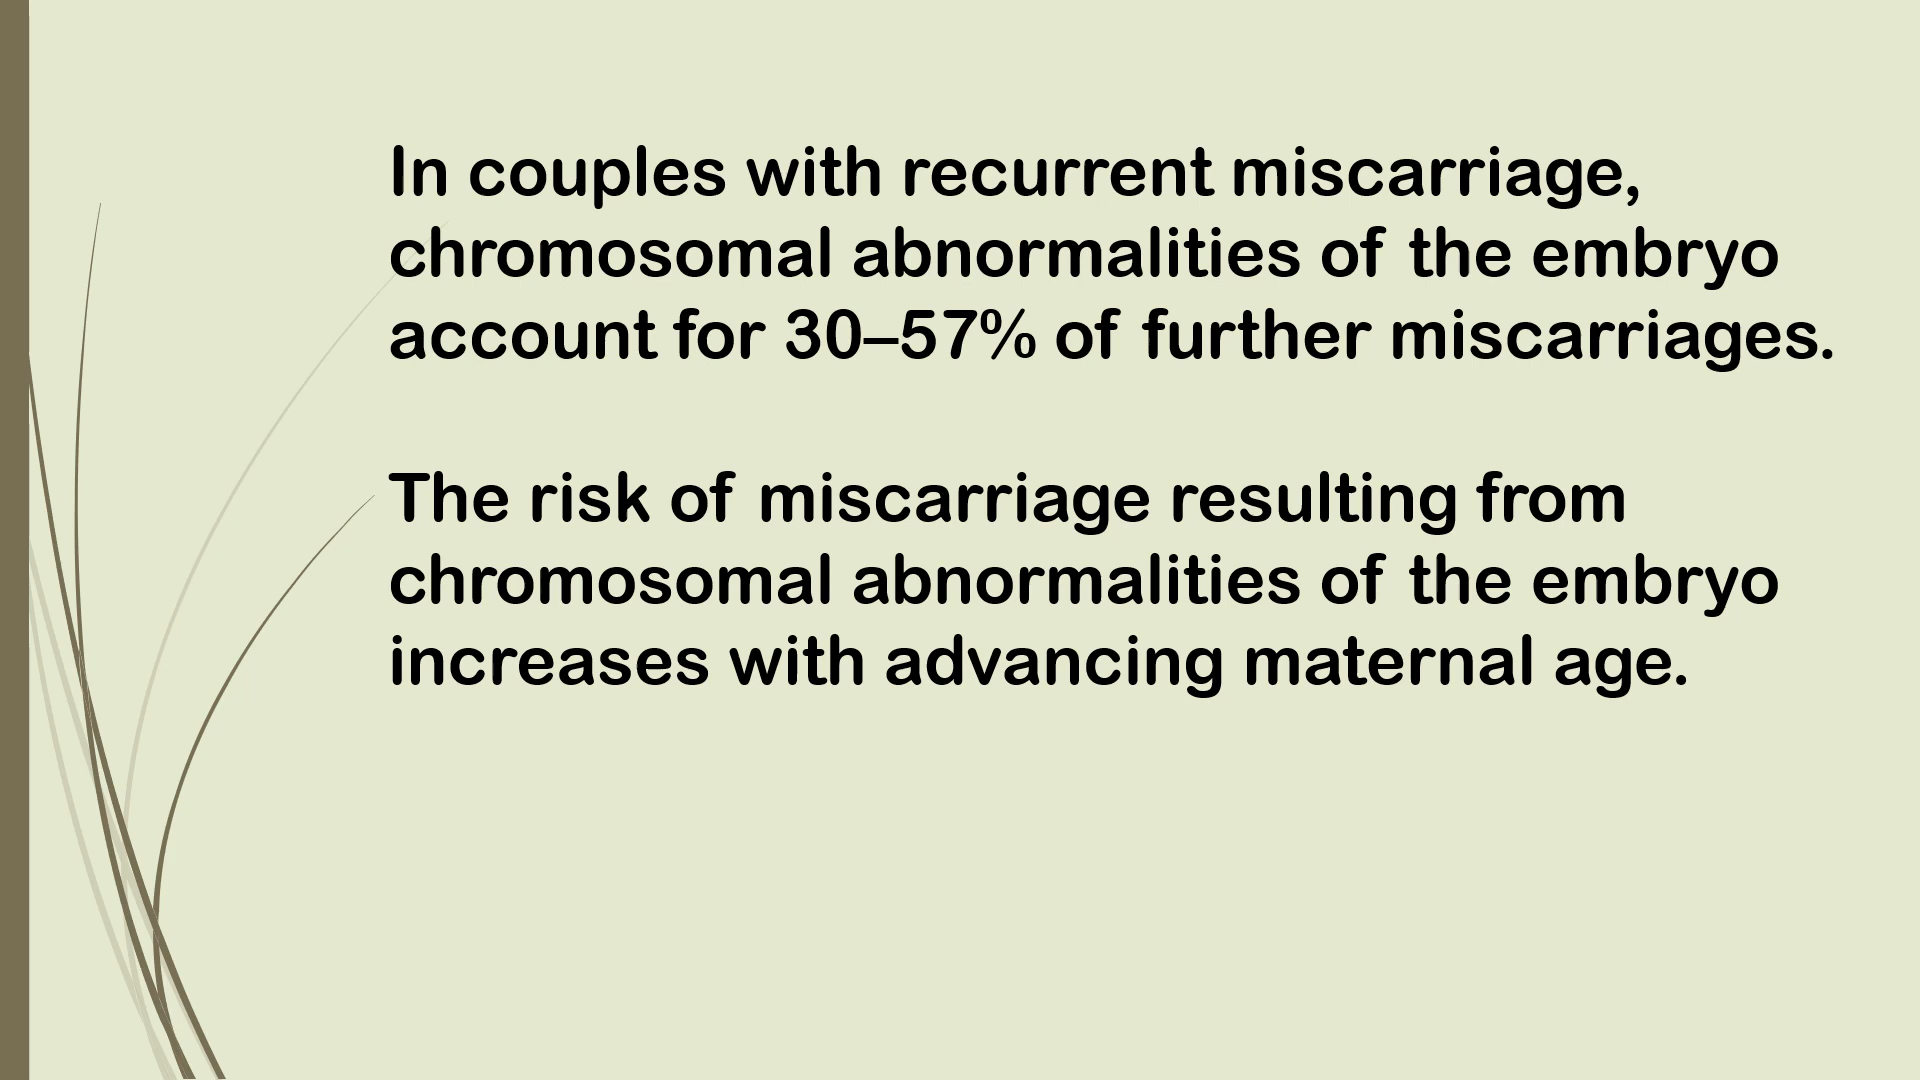 In couples with recurrent miscarriage,
chromosomal abnormalities of the embryo
account for 30–57% of further miscarriages.
The risk of miscarriage resulting from
chromosomal abnormalities of the embryo
increases with advancing maternal age.